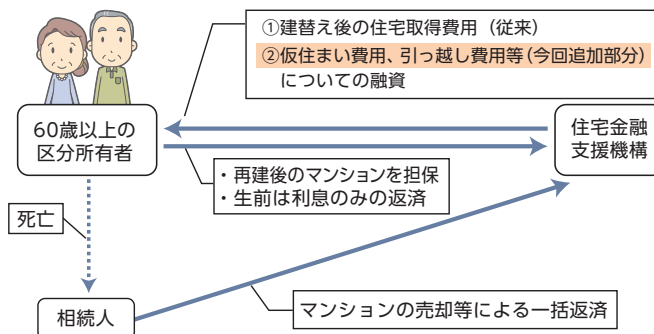 ①建替え後の住宅取得費用（従来）
②仮住まい費用、引っ越し費用等（今回追加部分）
についての融資
60歳以上の
区分所有者
住宅金融
支援機構
・再建後のマンションを担保
・生前は利息のみの返済
死亡
相続人
マンションの売却等による一括返済